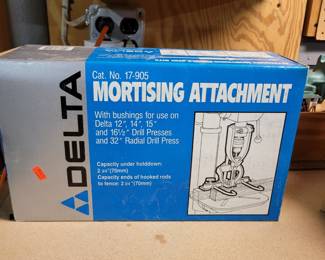 DELTA
Cat. No. 17-905
MORTISING ATTACHMENT
With bushings for use on
Delta 12", 14", 15"
and 16½" Drill Presses
and 32" Radial Drill Press
Capacity under holddown:
2 ¾" (70mm)
Capacity ends of hooked rods
to fence: 2 ¾" (70mm)